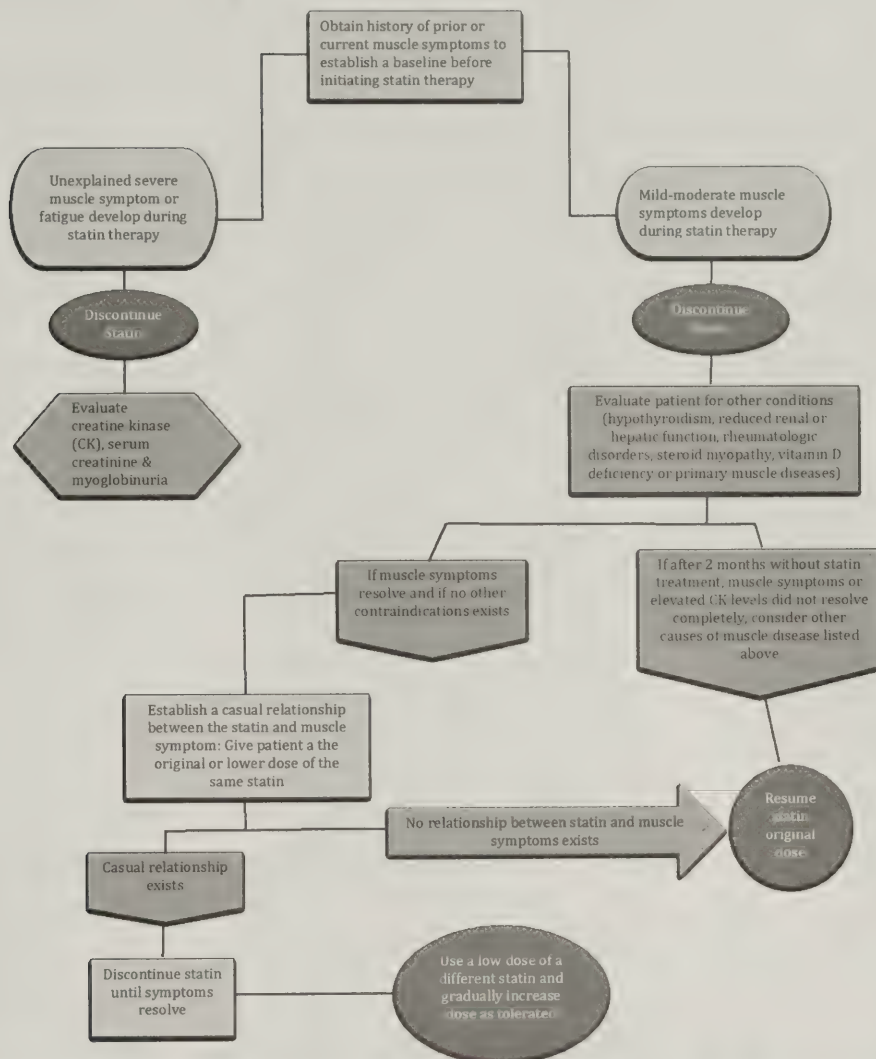 Obtain history of prior or
current muscle symptoms to
establish a baseline before
initiating statin therapy
Unexplained severe
muscle symptom or
fatigue develop during
statin therapy
Mild-moderate muscle
symptoms develop
during statin therapy
Discontinue
Statin
Discontinue
Evaluate
creatine kinase
(CK), serum
creatinine &
myoglobinuria
Evaluate patient for other conditions
(hypothyroidism, reduced renal or
hepatic function, rheumatologic
disorders, steroid myopathy, vitamin D
deficiency or primary muscle diseases)
If muscle symptoms
resolve and if no other
contraindications exists
If after 2 months without statin
treatment, muscle symptoms or
elevated CK levels did not resolve
completely, consider other
causes of muscle disease listed
above
Establish a casual relationship
between the statin and muscle
symptom: Give patient a the
original or lower dose of the
same statin
No relationship between statin and muscle
symptoms exists
Resume
statin
original
dose
Casual relationship
exists
Discontinue statin
until symptoms
resolve
Use a low dose of a
different statin and
gradually increase
dose as tolerated